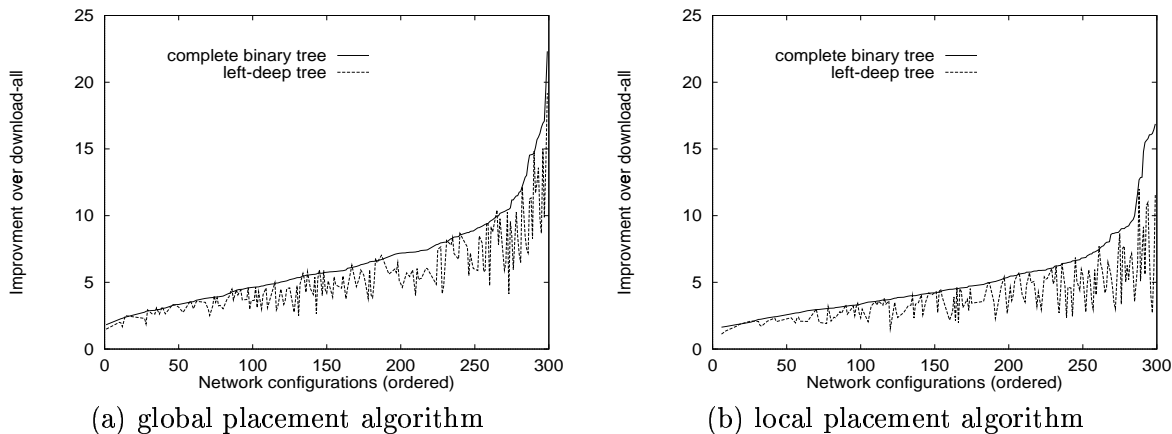 Improvment over download-all
25
20
15
10
5
0
complete binary tree
left-deep tree
0 50 100 150 200 250 300
Network configurations (ordered)
(a) global placement algorithm
Improvment over download-all
25
20
15
10
5
0
complete binary tree
left-deep tree
0 50 100 150 200 250 300
Network configurations (ordered)
(b) local placement algorithm